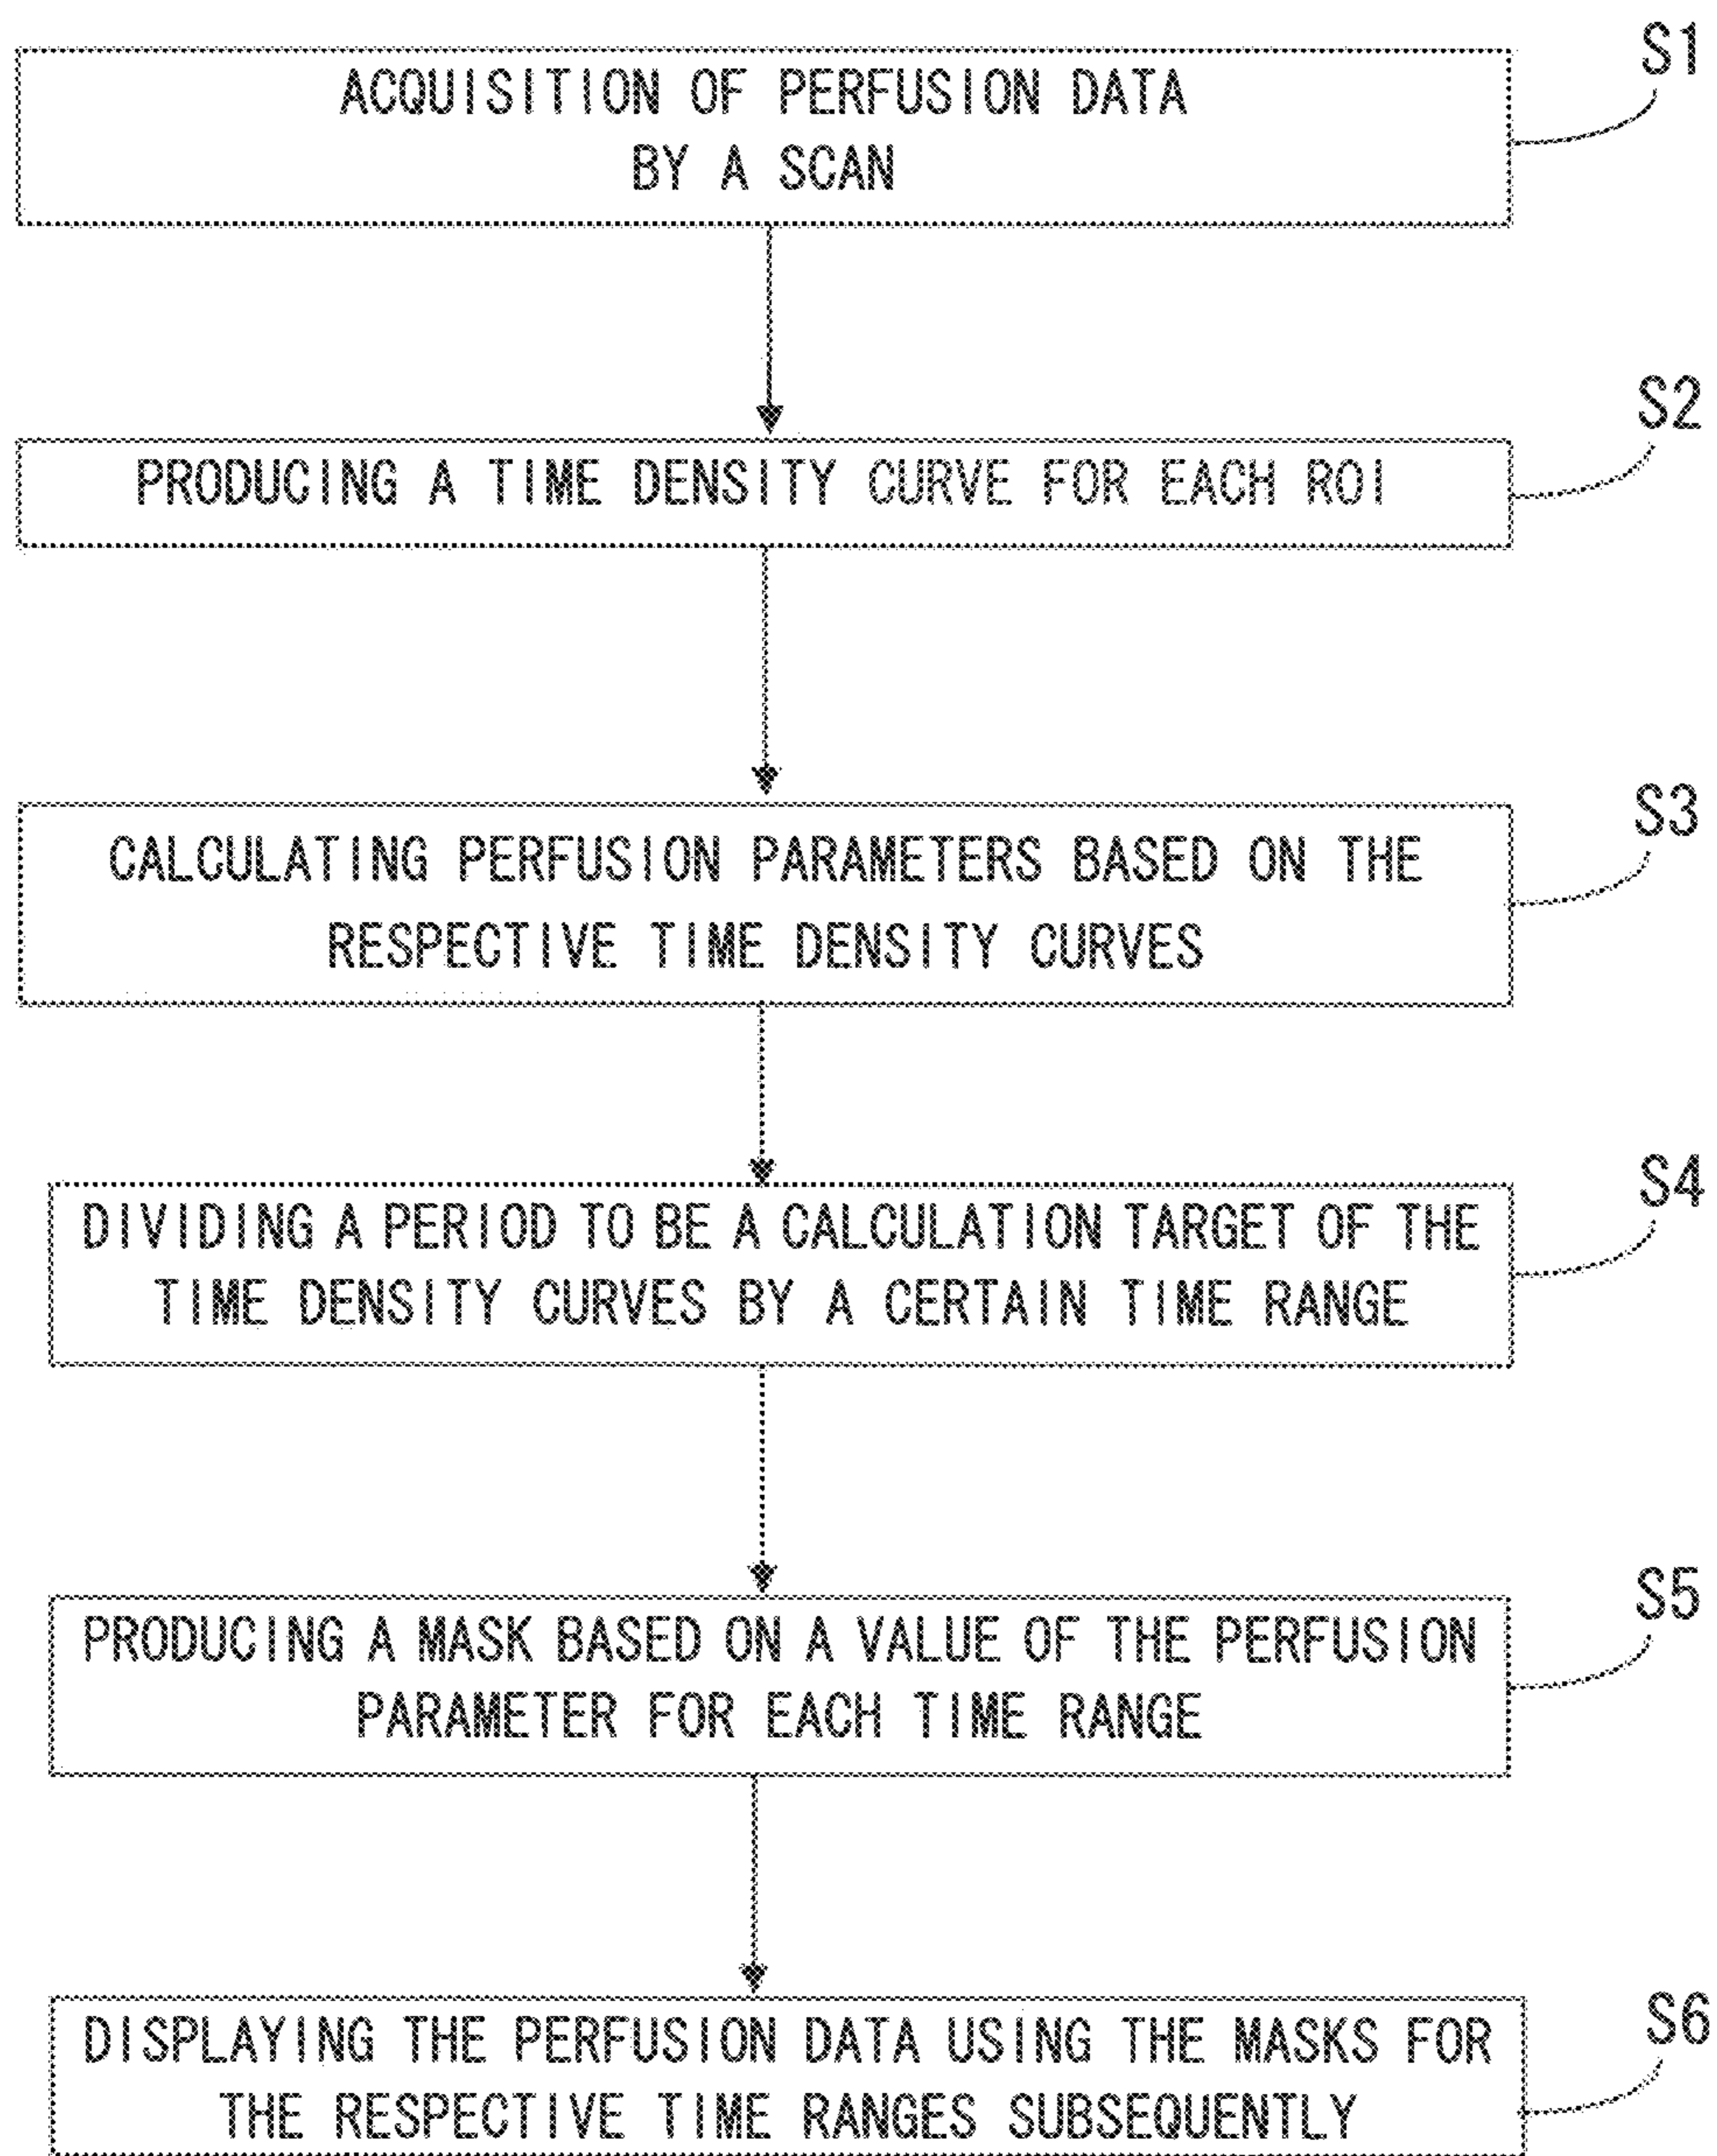 S1
ACQUISITION OF PERFUSION DATA
BY A SCAN
S2
PRODUCING A TIME DENSITY CURVE FOR EACH ROI
S3
CALCULATING PERFUSION PARAMETERS BASED ON THE
RESPECTIVE TIME DENSITY CURVES
S4
DIVIDING A PERIOD TO BE A CALCULATION TARGET OF THE
TIME DENSITY CURVES BY A CERTAIN TIME RANGE
S5
PRODUCING A MASK BASED ON A VALUE OF THE PERFUSION
PARAMETER FOR EACH TIME RANGE
S6
DISPLAYING THE PERFUSION DATA USING THE MASKS FOR
THE RESPECTIVE TIME RANGES SUBSEQUENTLY